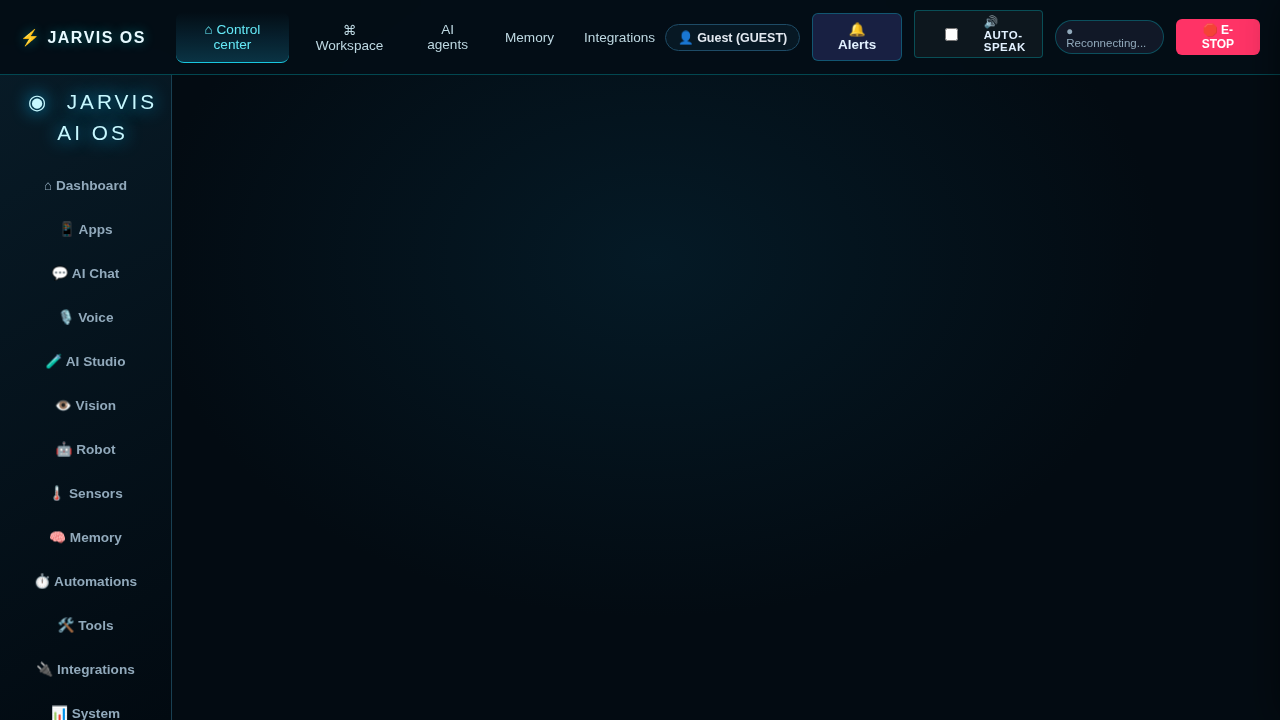 ⚡ JARVIS OS
⌂ Control
center
⌘
Workspace
AI
agents
Memory
Integrations
👤 Guest (GUEST)
🔔
Alerts
🔊
AUTO-
SPEAK
●
Reconnecting...
🛑 E-
STOP
◉ JARVIS
AI OS
⌂ Dashboard
📱 Apps
💬 AI Chat
🎙️ Voice
🧪 AI Studio
👁️ Vision
🤖 Robot
🌡️ Sensors
🧠 Memory
⏱️ Automations
🛠️ Tools
🔌 Integrations
📊 System